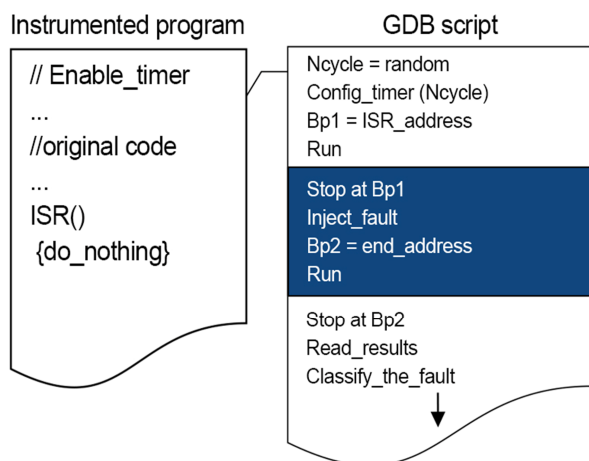 Instrumented program
// Enable_timer
...
//original code
...
ISR()
{do_nothing}
GDB script
Ncycle = random
Config_timer (Ncycle)
Bp1 = ISR_address
Run
Stop at Bp1
Inject_fault
Bp2 = end_address
Run
Stop at Bp2
Read_results
Classify_the_fault